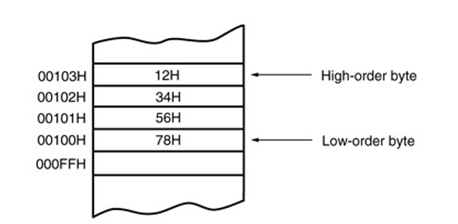 00103H 12H High-order byte
00102H 34H
00101H 56H
00100H 78H Low-order byte
000FFH